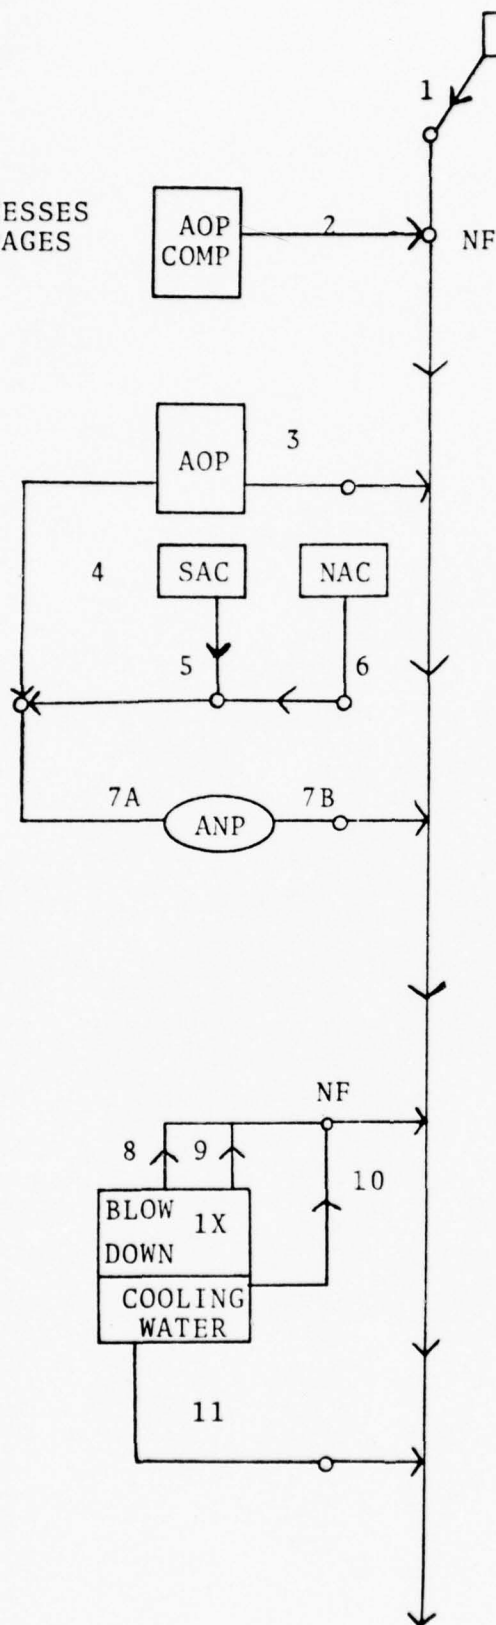 1
ESSES
AGES
AOP
COMP
2
NF
3
AOP
4
SAC
NAC
5
6
7A
ANP
7B
NF
8
9
10
BLOW
DOWN
1X
COOLING
WATER
11